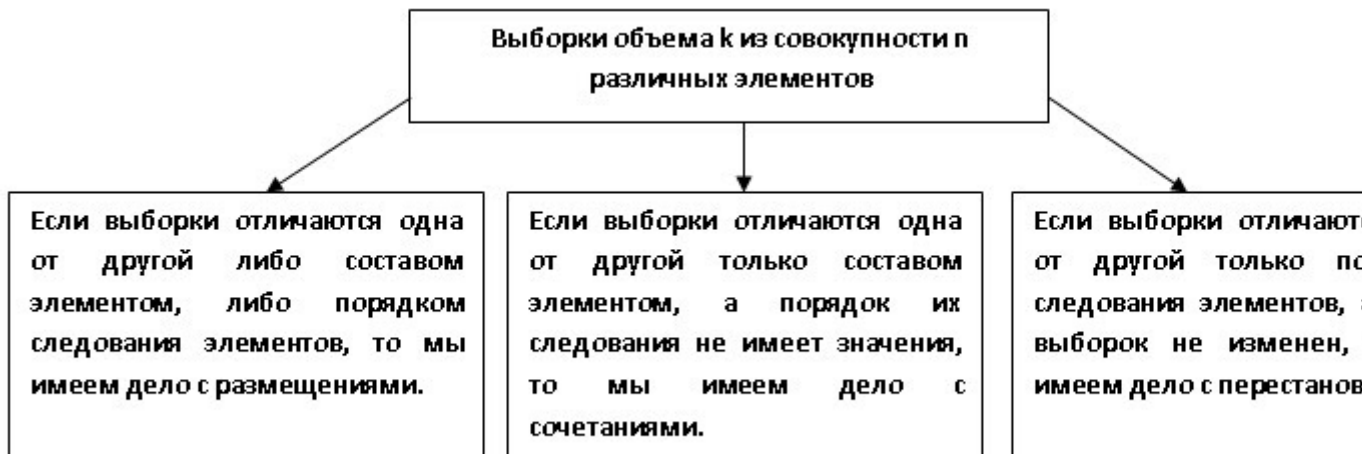 Выборки объема k из совокупности n
различных элементов
Если выборки отличаются одна
от другой либо составом
элементом, либо порядком
следования элементов, то мы
имеем дело с размещениями.
Если выборки отличаются одна
от другой только составом
элементом, а порядок их
следования не имеет значения,
то мы имеем дело с
сочетаниями.
Если выборки отличаютс
от другой только по
следования элементов,
выборок не изменен,
имеем дело с перестанов